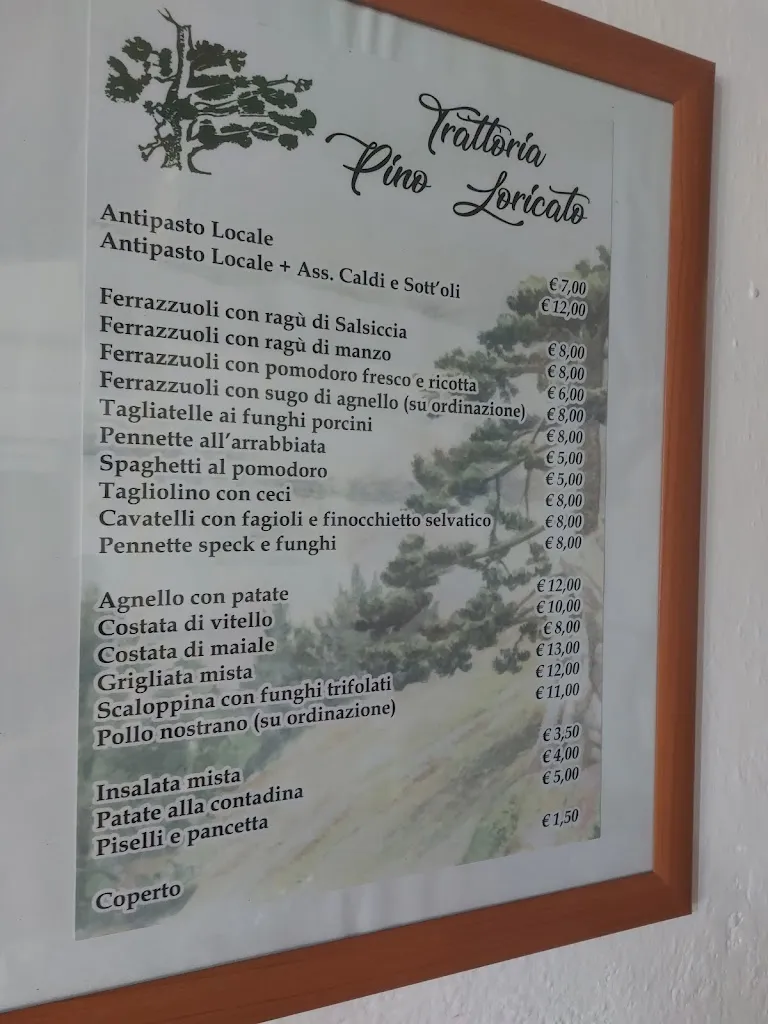 Trattoria
Pino Loricato
Antipasto Locale € 7,00
Antipasto Locale + Ass. Caldi e Sott'oli € 12,00
Ferrazzuoli con ragù di Salsiccia € 8,00
Ferrazzuoli con ragù di manzo € 8,00
Ferrazzuoli con pomodoro fresco e ricotta € 6,00
Ferrazzuoli con sugo di agnello (su ordinazione) € 8,00
Tagliatelle ai funghi porcini € 8,00
Pennette all'arrabbiata € 5,00
Spaghetti al pomodoro € 5,00
Tagliolino con ceci € 8,00
Cavatelli con fagioli e finocchietto selvatico € 8,00
Pennette speck e funghi € 8,00
Agnello con patate € 12,00
Costata di vitello € 10,00
Costata di maiale € 8,00
Grigliata mista € 13,00
Scaloppina con funghi trifolati € 12,00
Pollo nostrano (su ordinazione) € 11,00
Insalata mista € 3,50
Patate alla contadina € 4,00
Piselli e pancetta € 5,00
Coperto € 1,50